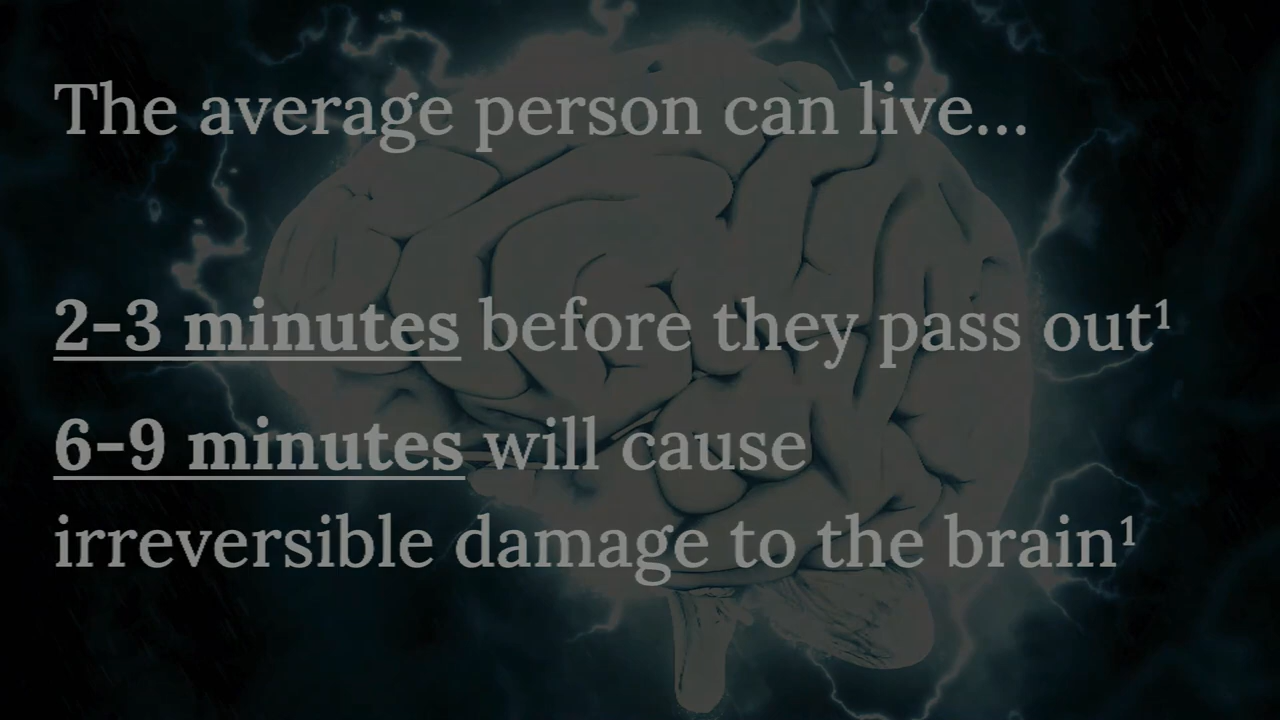 The average person can live...
2-3 minutes before they pass out¹
6-9 minutes will cause
irreversible damage to the brain¹